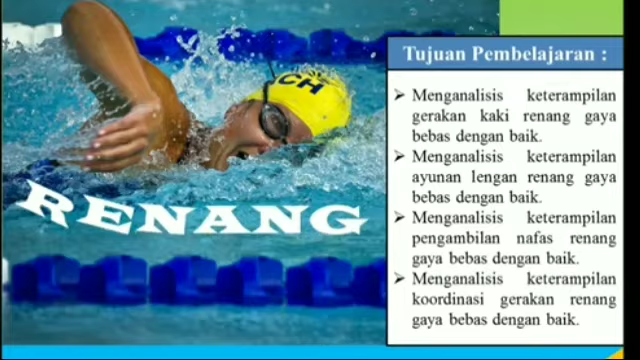 CH
RENANG
Tujuan Pembelajaran :
➢ Menganalisis keterampilan
gerakan kaki renang gaya
bebas dengan baik.
➢ Menganalisis keterampilan
ayunan lengan renang gaya
bebas dengan baik.
➢ Menganalisis keterampilan
pengambilan nafas renang
gaya bebas dengan baik.
➢ Menganalisis keterampilan
koordinasi gerakan renang
gaya bebas dengan baik.